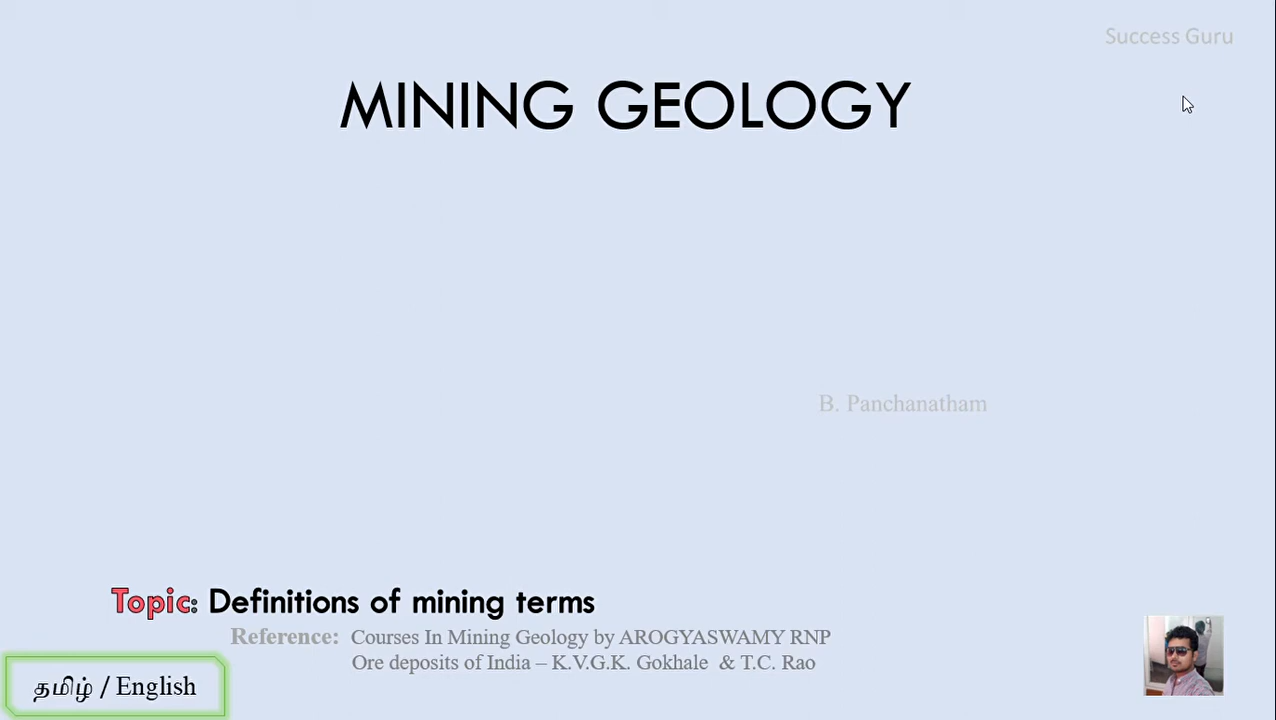 Success Guru
MINING GEOLOGY
B. Panchanatham
Topic: Definitions of mining terms
Reference: Courses In Mining Geology by AROGYASWAMY RNP
Ore deposits of India – K.V.G.K. Gokhale & T.C. Rao
தமிழ் / English